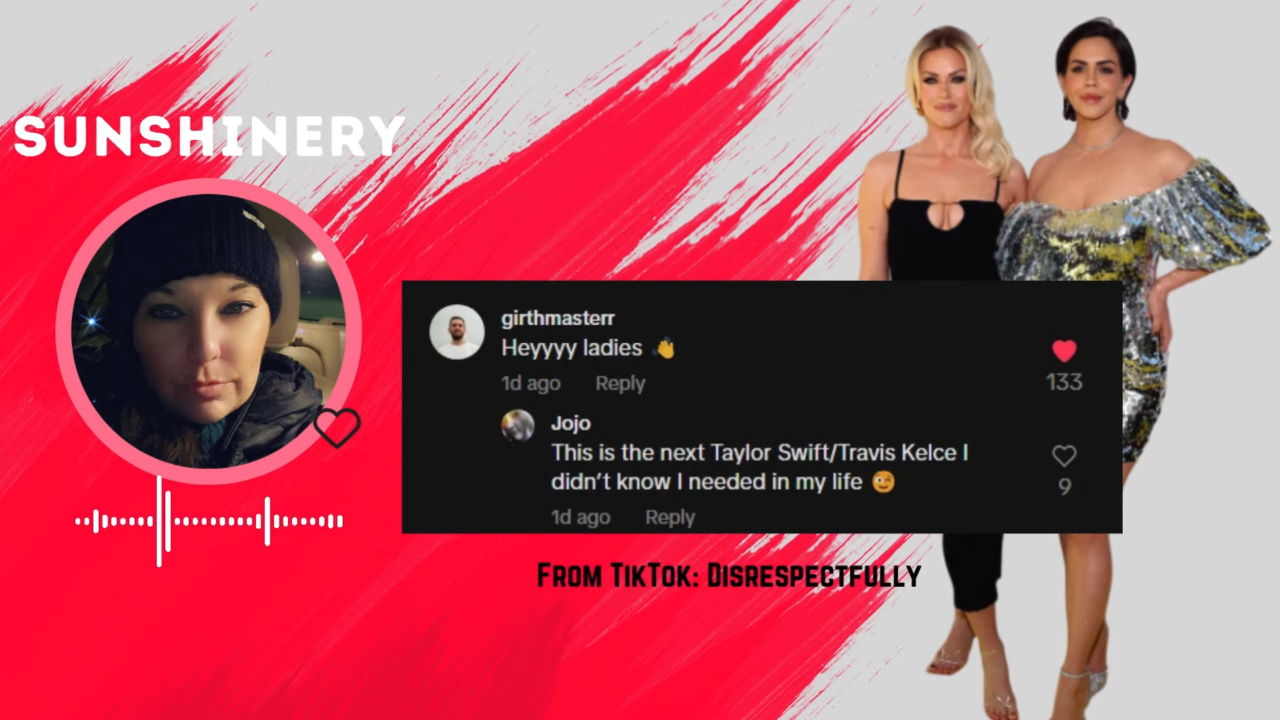 SUNSHINERY
girthmasterr
Heyyyy ladies 👋
1d ago Reply
133
Jojo
This is the next Taylor Swift/Travis Kelce I
didn’t know I needed in my life 😉
9
1d ago Reply
From TikTok: Disrespectfully